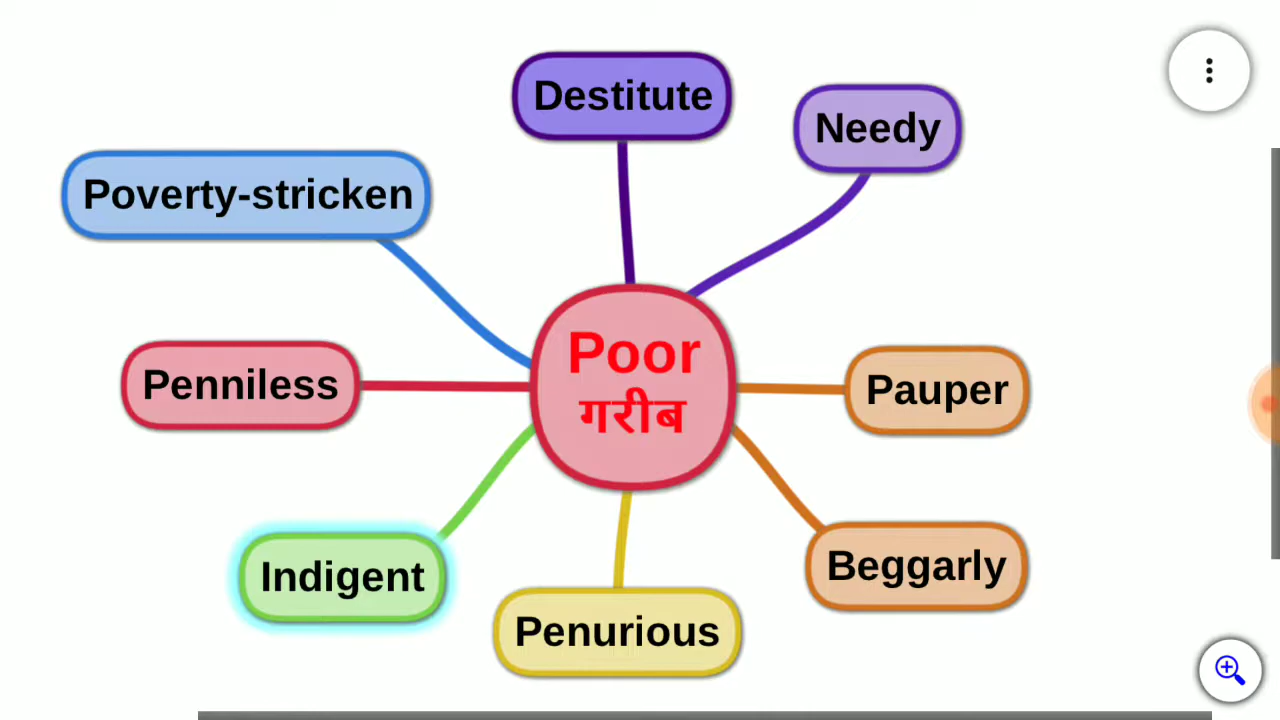 Destitute
Needy
Poverty-stricken
Poor
गरीब
Penniless
Pauper
Indigent
Beggarly
Penurious